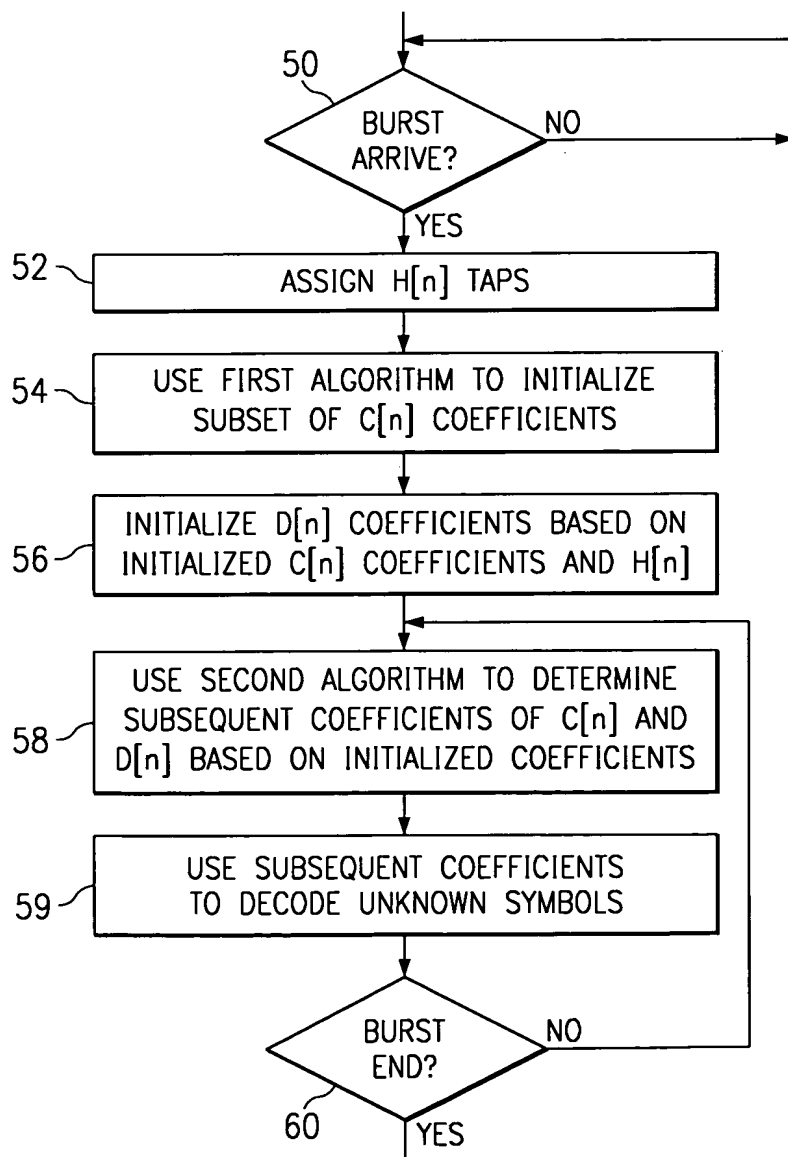 50
BURST
ARRIVE?
NO
YES
52
ASSIGN H[n] TAPS
54
USE FIRST ALGORITHM TO INITIALIZE
SUBSET OF C[n] COEFFICIENTS
56
INITIALIZE D[n] COEFFICIENTS BASED ON
INITIALIZED C[n] COEFFICIENTS AND H[n]
58
USE SECOND ALGORITHM TO DETERMINE
SUBSEQUENT COEFFICIENTS OF C[n] AND
D[n] BASED ON INITIALIZED COEFFICIENTS
59
USE SUBSEQUENT COEFFICIENTS
TO DECODE UNKNOWN SYMBOLS
BURST
END?
NO
60
YES